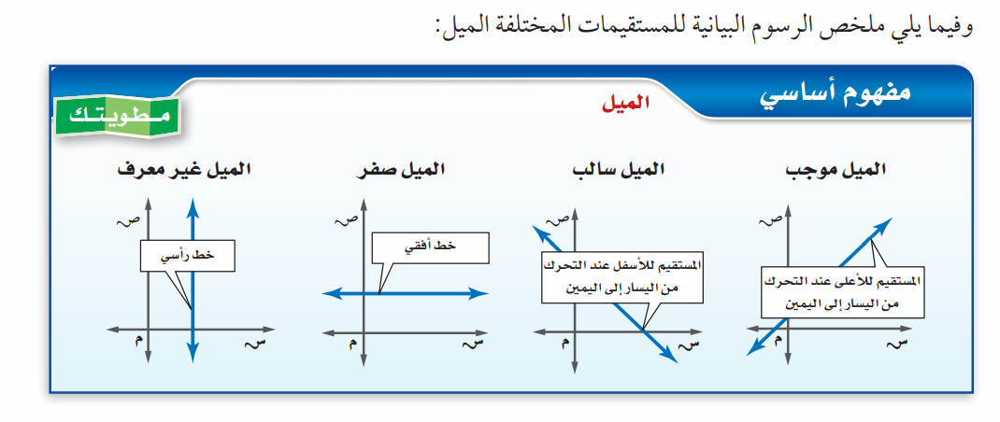 وفيما يلي ملخص الرسوم البيانية للمستقيمات المختلفة الميل:
مفهوم أساسي
الميل
مـطويـتـك
الميل موجب
ص
المستقيم للأعلى عند التحرك
من اليسار إلى اليمين
م
س
الميل سالب
ص
المستقيم للأسفل عند التحرك
من اليسار إلى اليمين
م
س
الميل صفر
ص
خط أفقي
م
س
الميل غير معرف
ص
خط رأسي
م
س